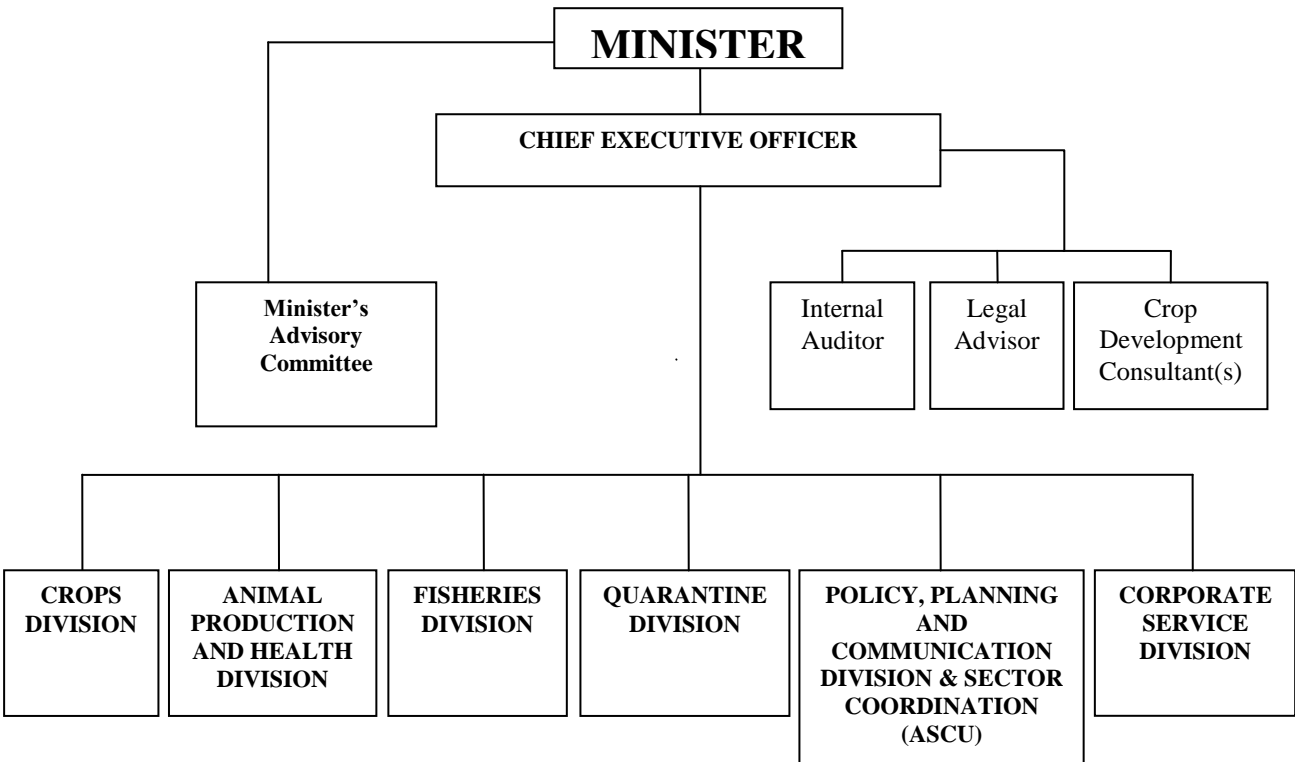 MINISTER
CHIEF EXECUTIVE OFFICER
Minister’s
Advisory
Committee
Internal
Auditor
Legal
Advisor
Crop
Development
Consultant(s)
CROPS
DIVISION
ANIMAL
PRODUCTION
AND HEALTH
DIVISION
FISHERIES
DIVISION
QUARANTINE
DIVISION
POLICY, PLANNING
AND
COMMUNICATION
DIVISION & SECTOR
COORDINATION
(ASCU)
CORPORATE
SERVICE
DIVISION